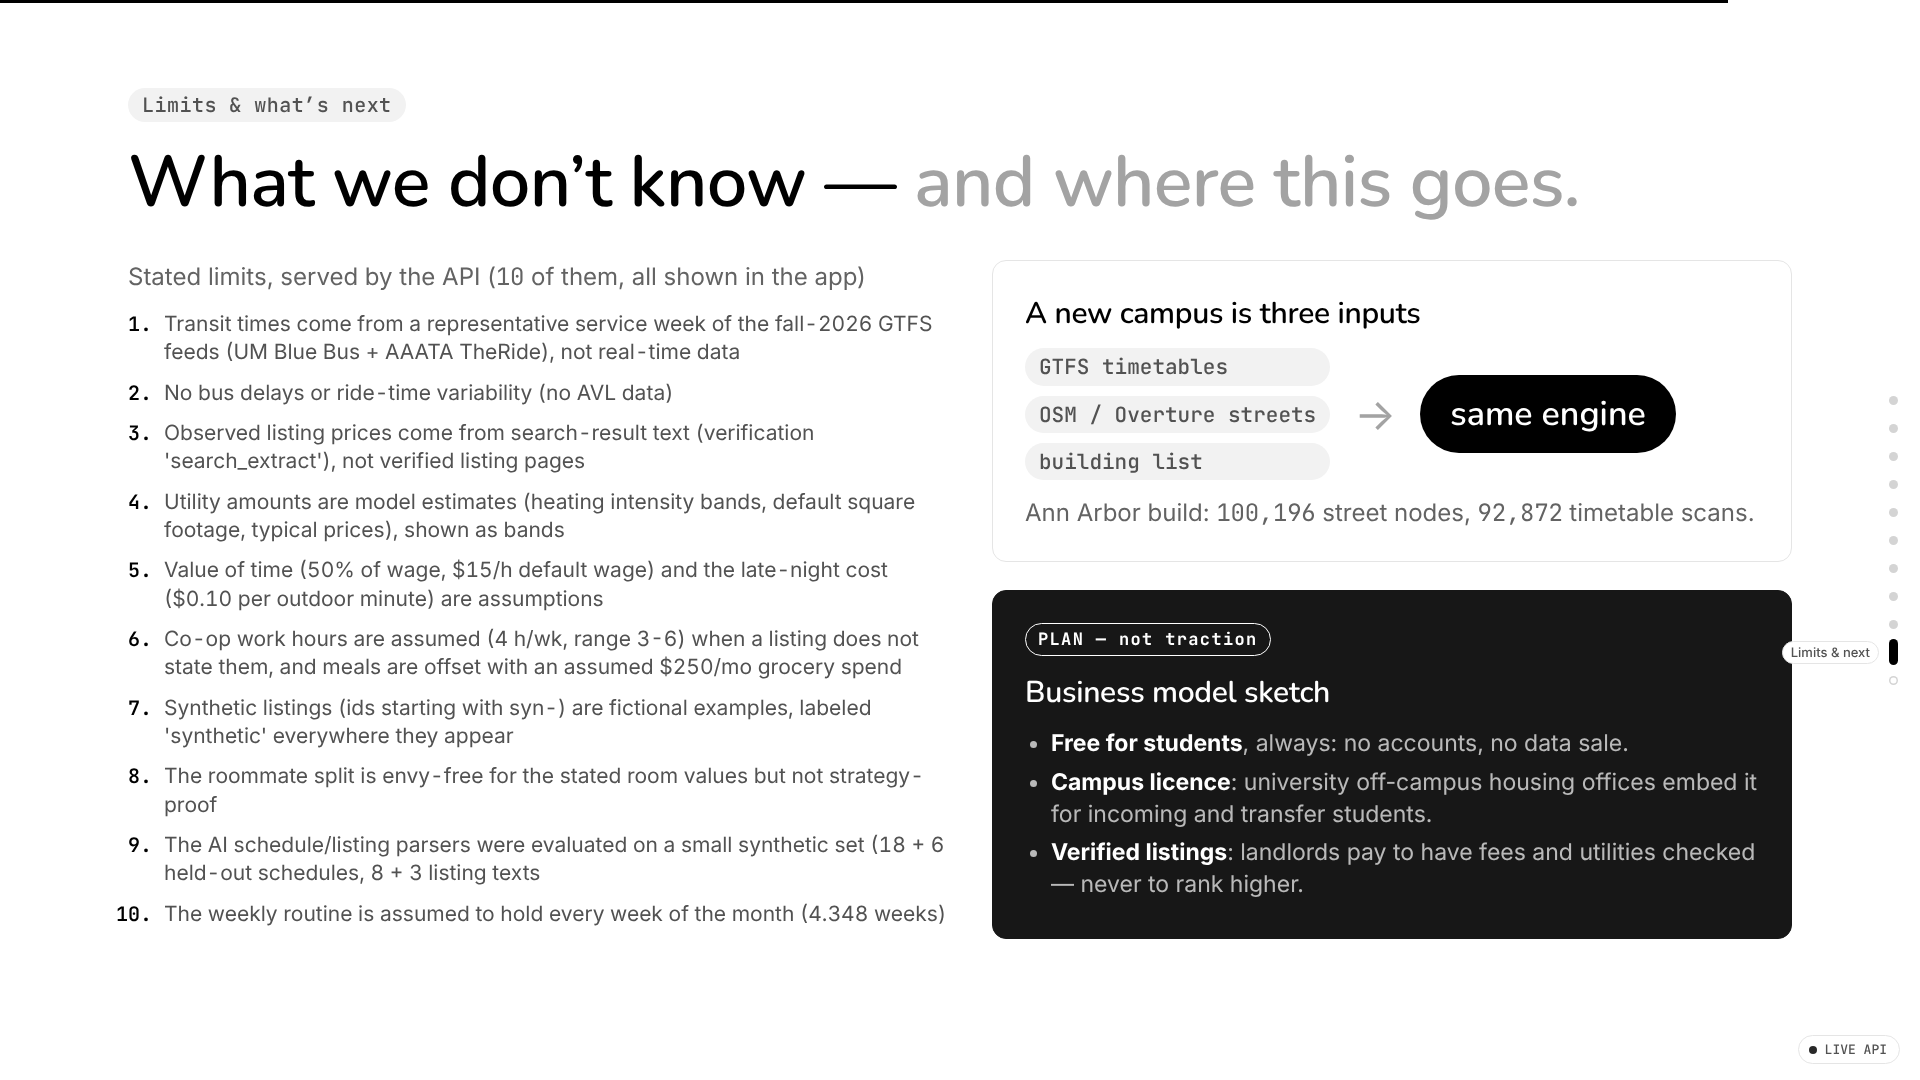 Limits & what’s next
What we don’t know — and where this goes.
Stated limits, served by the API (10 of them, all shown in the app)
1. Transit times come from a representative service week of the fall-2026 GTFS
feeds (UM Blue Bus + AAATA TheRide), not real-time data
2. No bus delays or ride-time variability (no AVL data)
3. Observed listing prices come from search-result text (verification
'search_extract'), not verified listing pages
4. Utility amounts are model estimates (heating intensity bands, default square
footage, typical prices), shown as bands
5. Value of time (50% of wage, $15/h default wage) and the late-night cost
($0.10 per outdoor minute) are assumptions
6. Co-op work hours are assumed (4 h/wk, range 3-6) when a listing does not
state them, and meals are offset with an assumed $250/mo grocery spend
7. Synthetic listings (ids starting with syn-) are fictional examples, labeled
'synthetic' everywhere they appear
8. The roommate split is envy-free for the stated room values but not strategy-
proof
9. The AI schedule/listing parsers were evaluated on a small synthetic set (18 + 6
held-out schedules, 8 + 3 listing texts
10. The weekly routine is assumed to hold every week of the month (4.348 weeks)
A new campus is three inputs
GTFS timetables
OSM / Overture streets
building list
→
same engine
Ann Arbor build: 100,196 street nodes, 92,872 timetable scans.
PLAN — not traction
Business model sketch
• Free for students, always: no accounts, no data sale.
• Campus licence: university off-campus housing offices embed it
for incoming and transfer students.
• Verified listings: landlords pay to have fees and utilities checked
— never to rank higher.
Limits & next
LIVE API